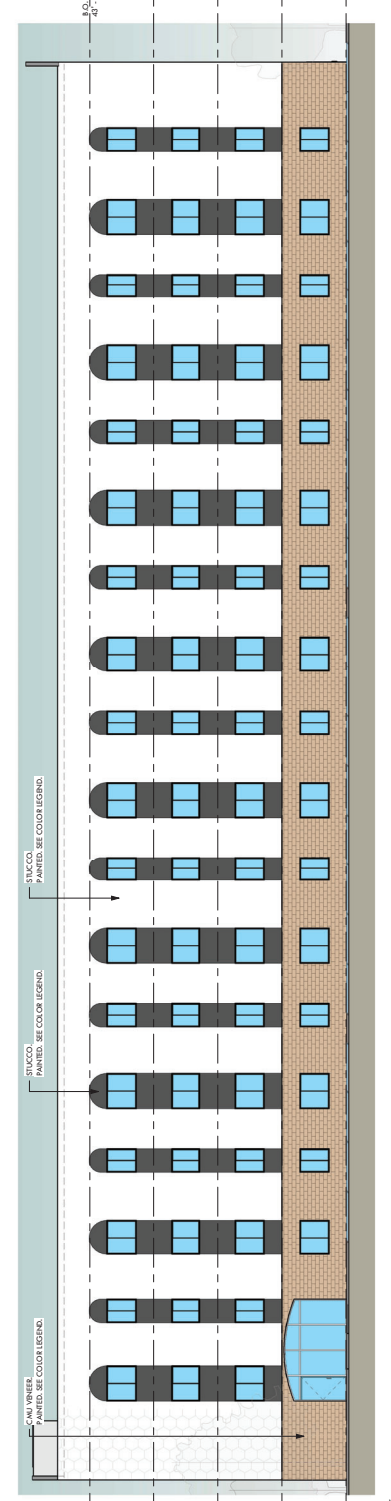 CMU VENEER.
PAINTED. SEE COLOR LEGEND.
STUCCO.
PAINTED. SEE COLOR LEGEND.
STUCCO.
PAINTED. SEE COLOR LEGEND.
B.O.
43' -